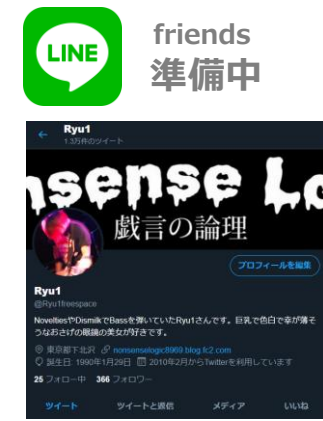 LINE
friends
準備中
Ryu1
1.3万件のツイート
nsense Lo
戯言の論理
プロフィールを編集
Ryu1
@Ryu1freespace
NoveltiesやDismilkでBassを弾いていたRyu1さんです。巨乳で色白で幸が薄そ
うなおさげの眼鏡の美女が好きです。
東京都下北沢 nonsenselogic8969.blog.fc2.com
誕生日: 1990年1月29日 2010年2月からTwitterを利用しています
25 フォロー中 366 フォロワー
ツイート ツイートと返信 メディア いいね